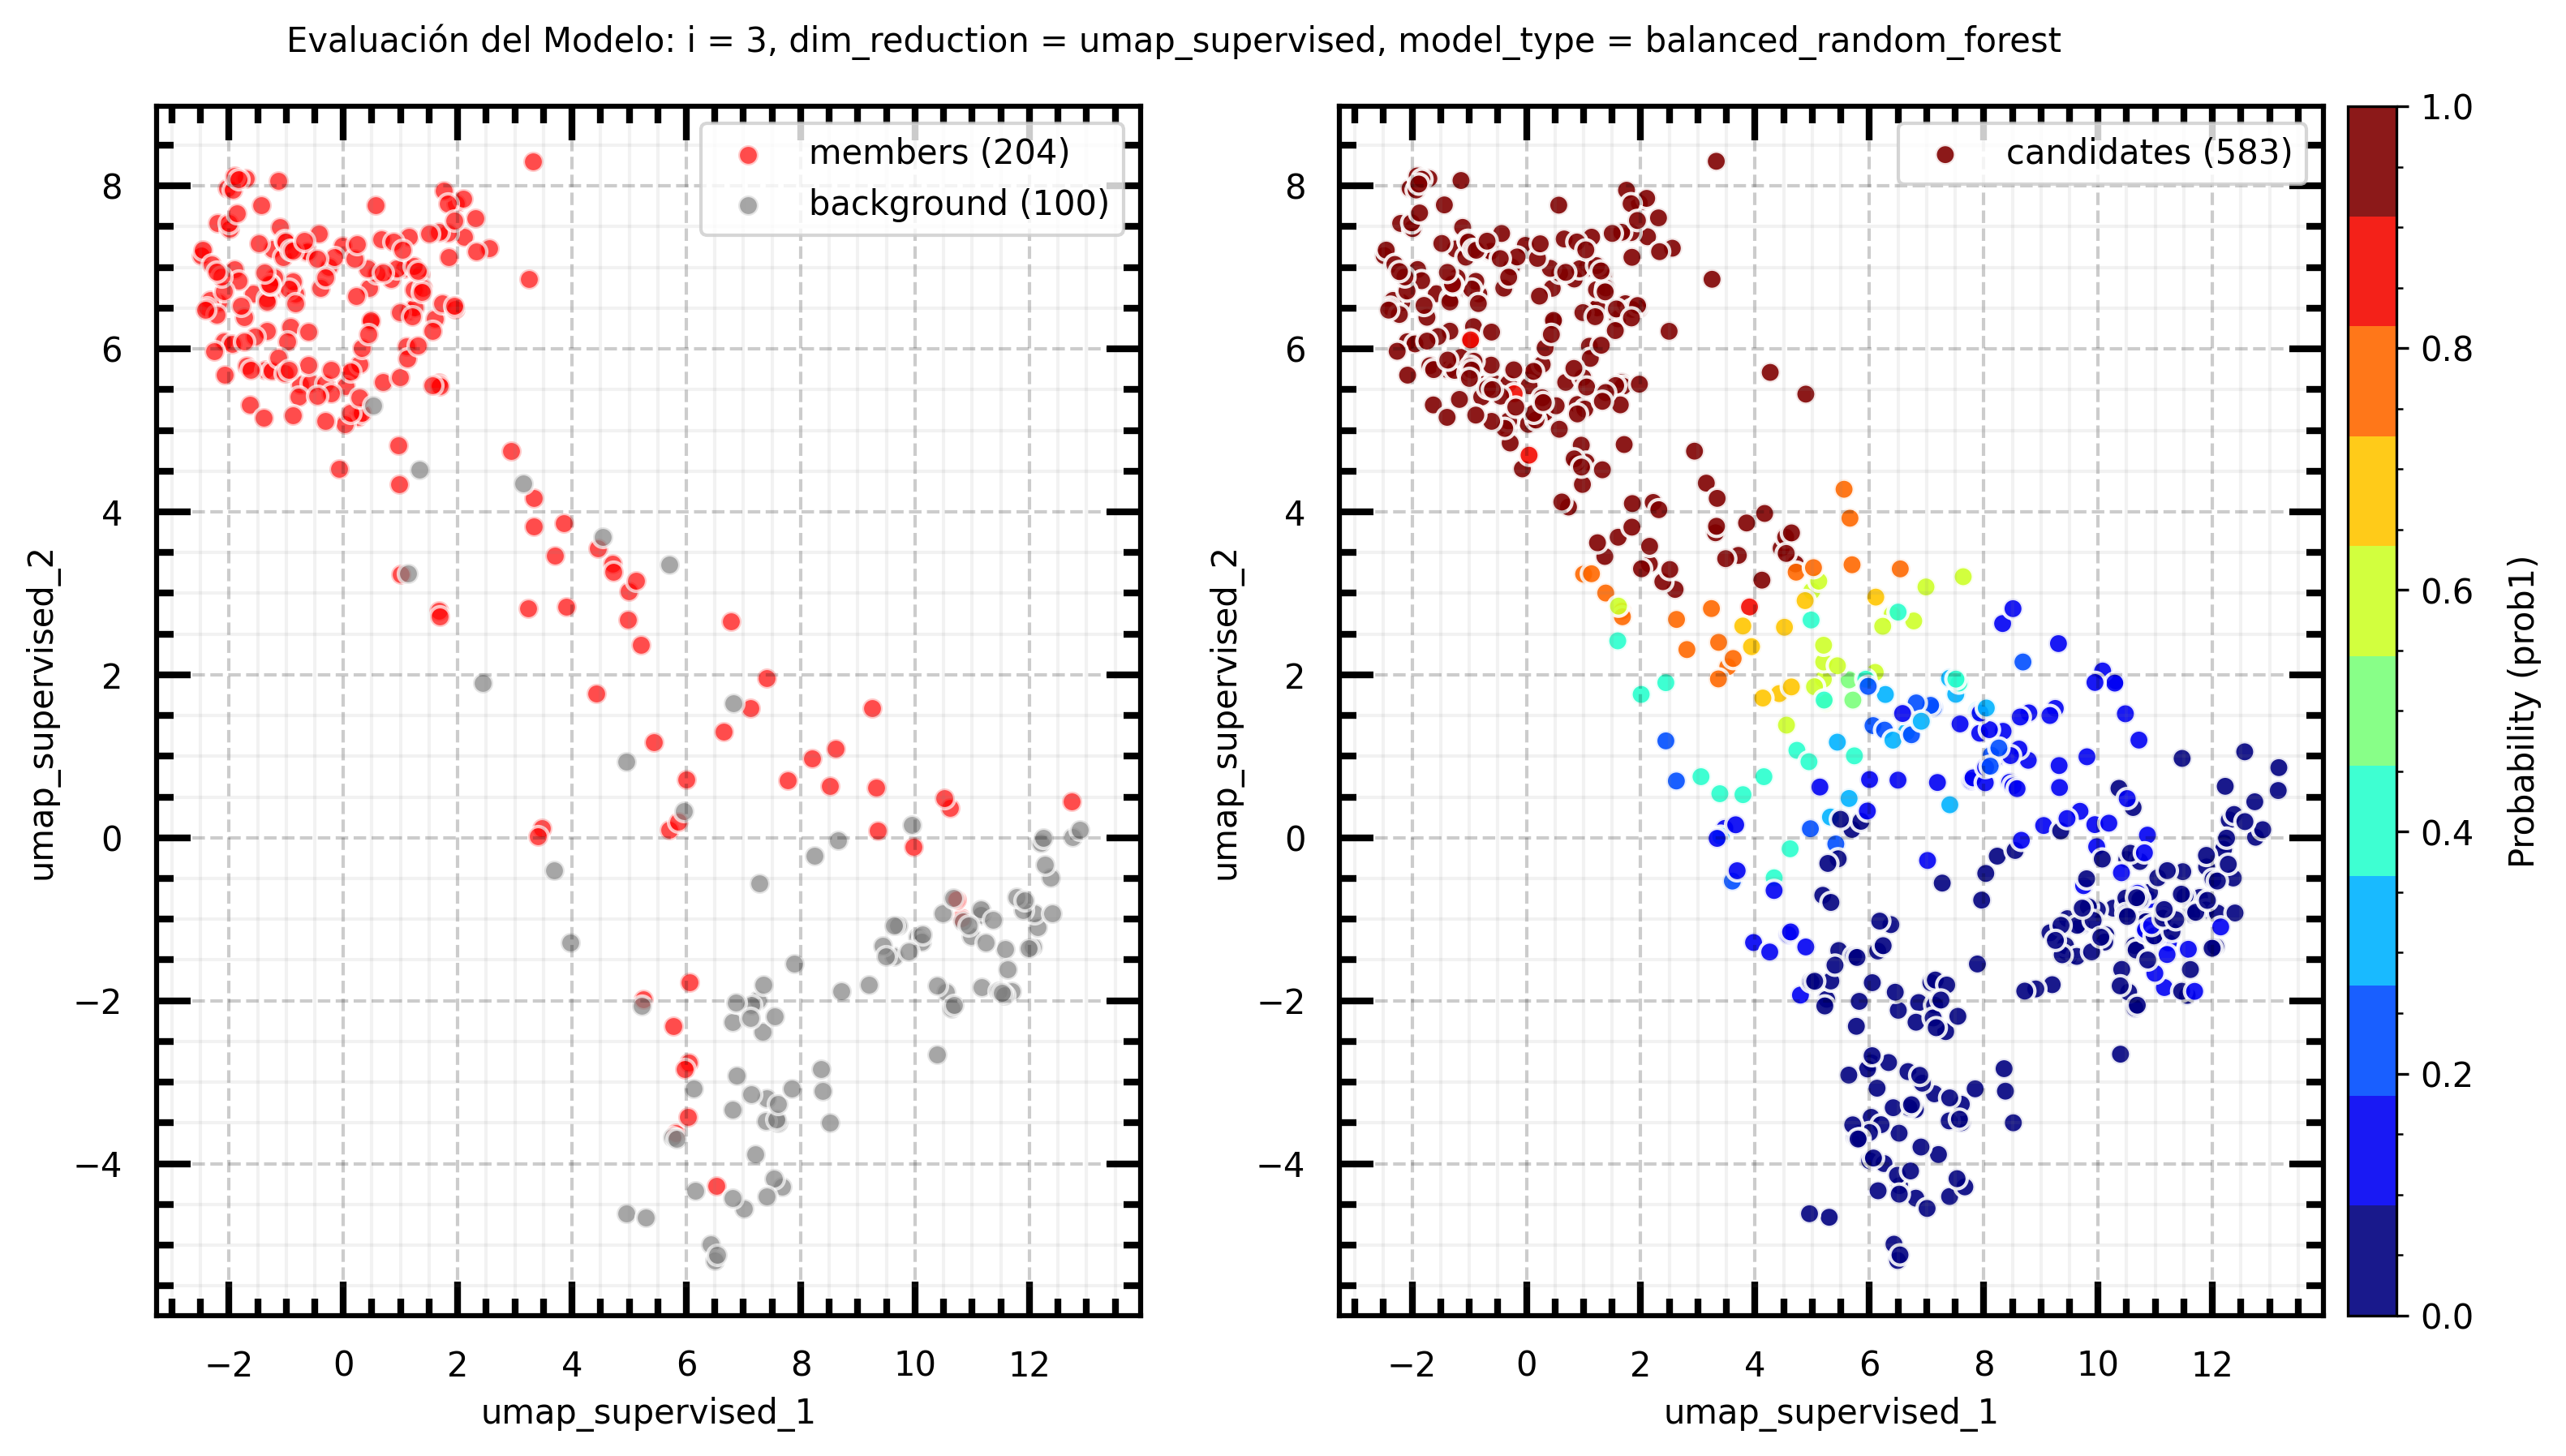 Evaluación del Modelo: i = 3, dim_reduction = umap_supervised, model_type = balanced_random_forest
members (204)
background (100)
8
6
4
2
0
−2
−4
−2 0 2 4 6 8 10 12
umap_supervised_1
umap_supervised_2
candidates (583)
8
6
4
2
0
−2
−4
−2 0 2 4 6 8 10 12
umap_supervised_1
umap_supervised_2
1.0
0.8
0.6
0.4
0.2
0.0
Probability (prob1)